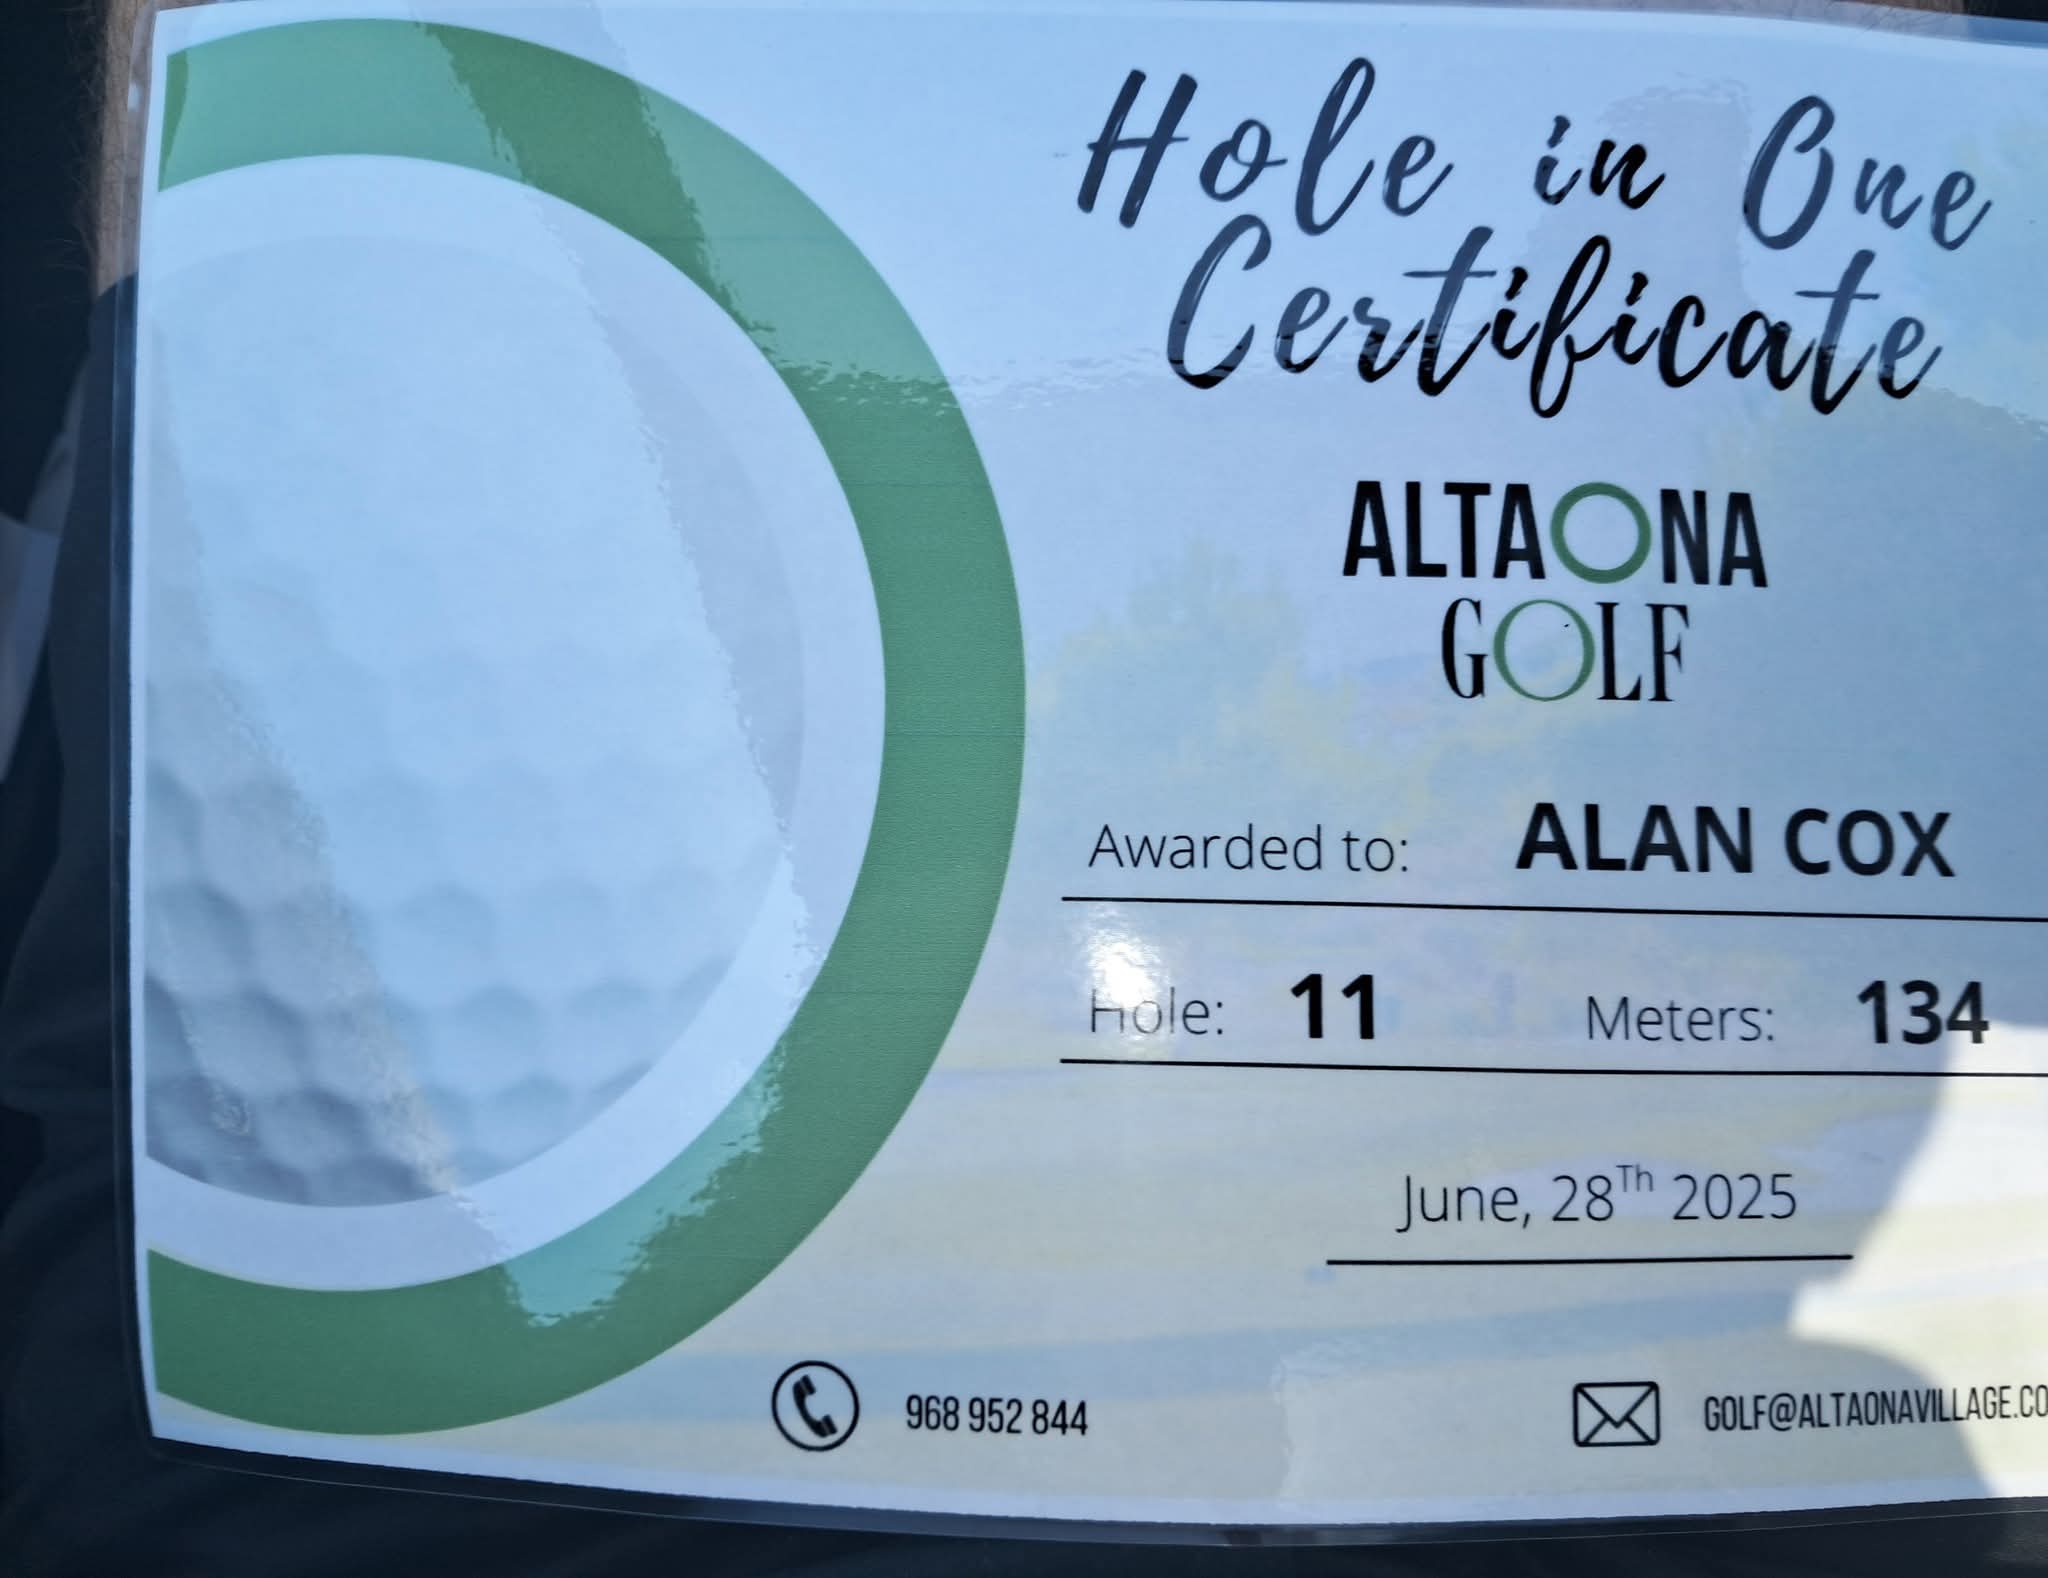 Hole in One
Certificate
ALTAONA
GOLF
Awarded to: ALAN COX
Hole: 11 Meters: 134
June, 28Th 2025
968 952 844 GOLF@ALTAONAVILLAGE.CO